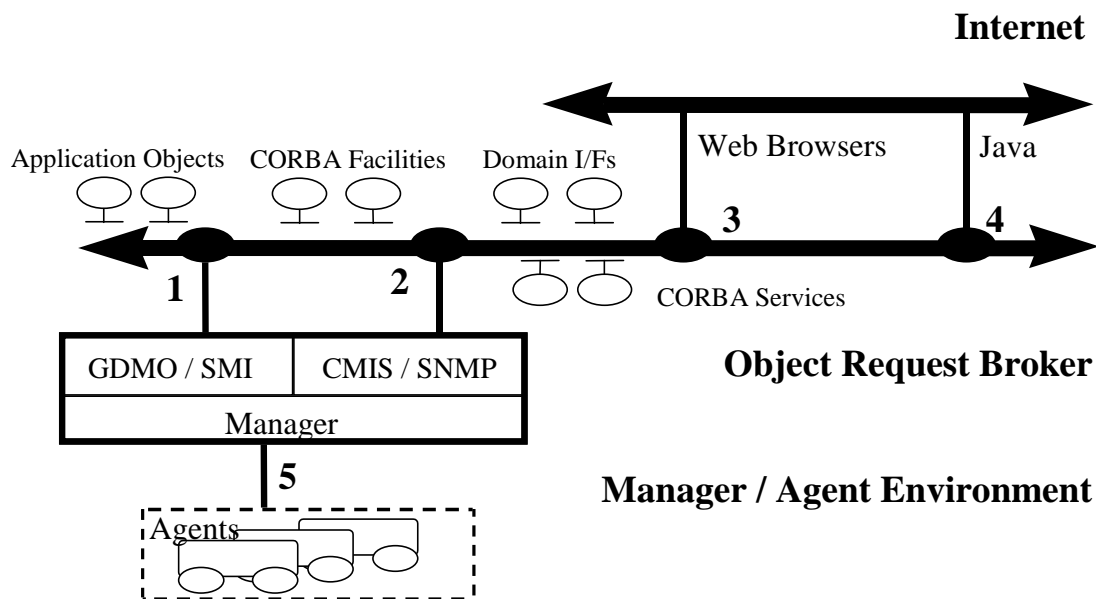 Internet
Web Browsers
Java
Application Objects
CORBA Facilities
Domain I/Fs
3
4
1
2
CORBA Services
GDMO / SMI
CMIS / SNMP
Object Request Broker
Manager
5
Manager / Agent Environment
Agents